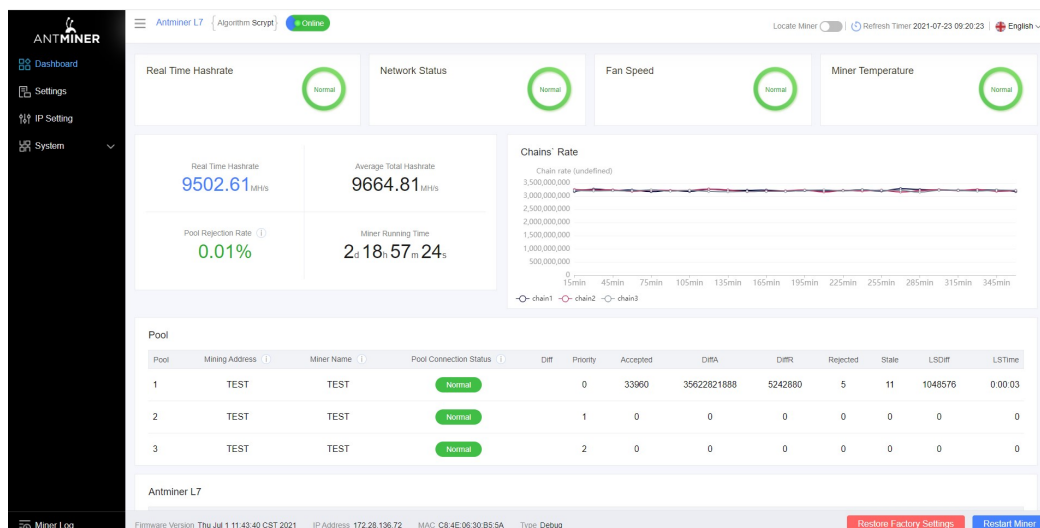 ANTMINER
Dashboard
Settings
IP Setting
System
Miner Log
Antminer L7 { Algorithm Scrypt } Online
Locate Miner Refresh Timer 2021-07-23 09:20:23 English
Real Time Hashrate Normal
Network Status Normal
Fan Speed Normal
Miner Temperature Normal
Real Time Hashrate
9502.61 MH/s
Average Total Hashrate
9664.81 MH/s
Pool Rejection Rate i
0.01%
Miner Running Time
2d 18h 57m 24s
Chains` Rate
Chain rate (undefined)
3,500,000,000
3,000,000,000
2,500,000,000
2,000,000,000
1,500,000,000
1,000,000,000
500,000,000
0
15min 45min 75min 105min 135min 165min 195min 225min 255min 285min 315min 345min
chain1 chain2 chain3
Pool
Pool Mining Address i Miner Name i Pool Connection Status i Diff Priority Accepted DiffA DiffR Rejected Stale LSDiff LSTime
1 TEST TEST Normal 0 33960 35622821888 5242880 5 11 1048576 0:00:03
2 TEST TEST Normal 1 0 0 0 0 0 0 0
3 TEST TEST Normal 2 0 0 0 0 0 0 0
Antminer L7
Firmware Version Thu Jul 1 11:43:40 CST 2021 IP Address 172.28.136.72 MAC C8:4E:06:30:B5:5A Type Debug
Restore Factory Settings Restart Miner